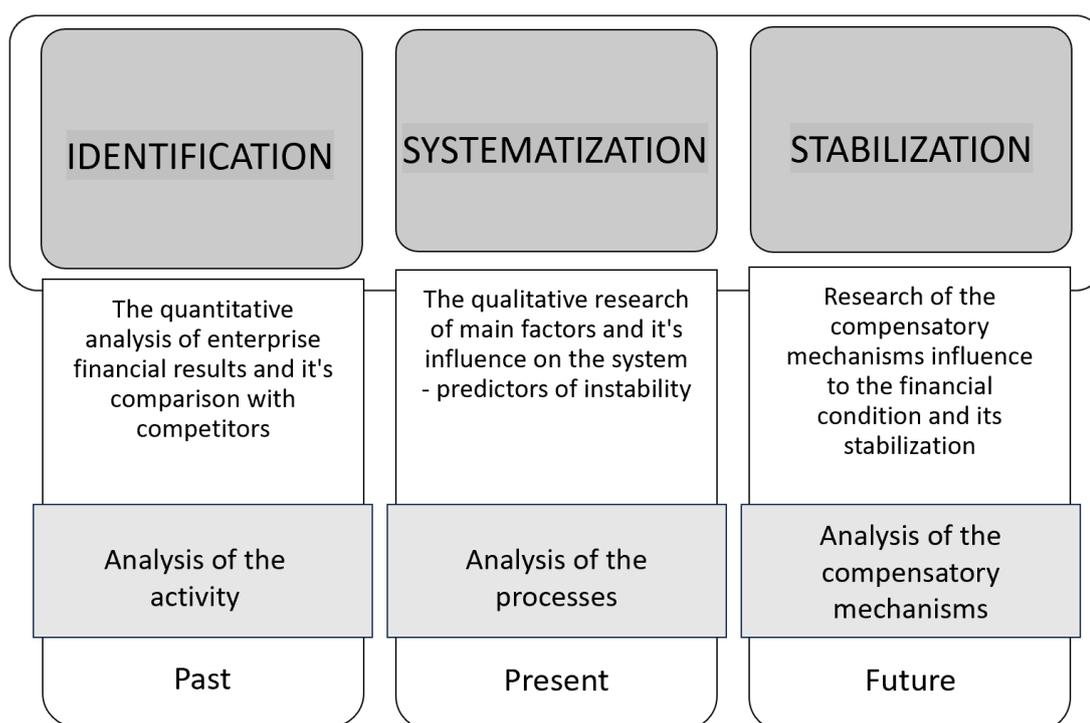 IDENTIFICATION
SYSTEMATIZATION
STABILIZATION
The quantitative
analysis of enterprise
financial results and it's
comparison with
competitors
The qualitative research
of main factors and it's
influence on the system
- predictors of instability
Research of the
compensatory
mechanisms influence
to the financial
condition and its
stabilization
Analysis of the
activity
Analysis of the
processes
Analysis of the
compensatory
mechanisms
Past
Present
Future